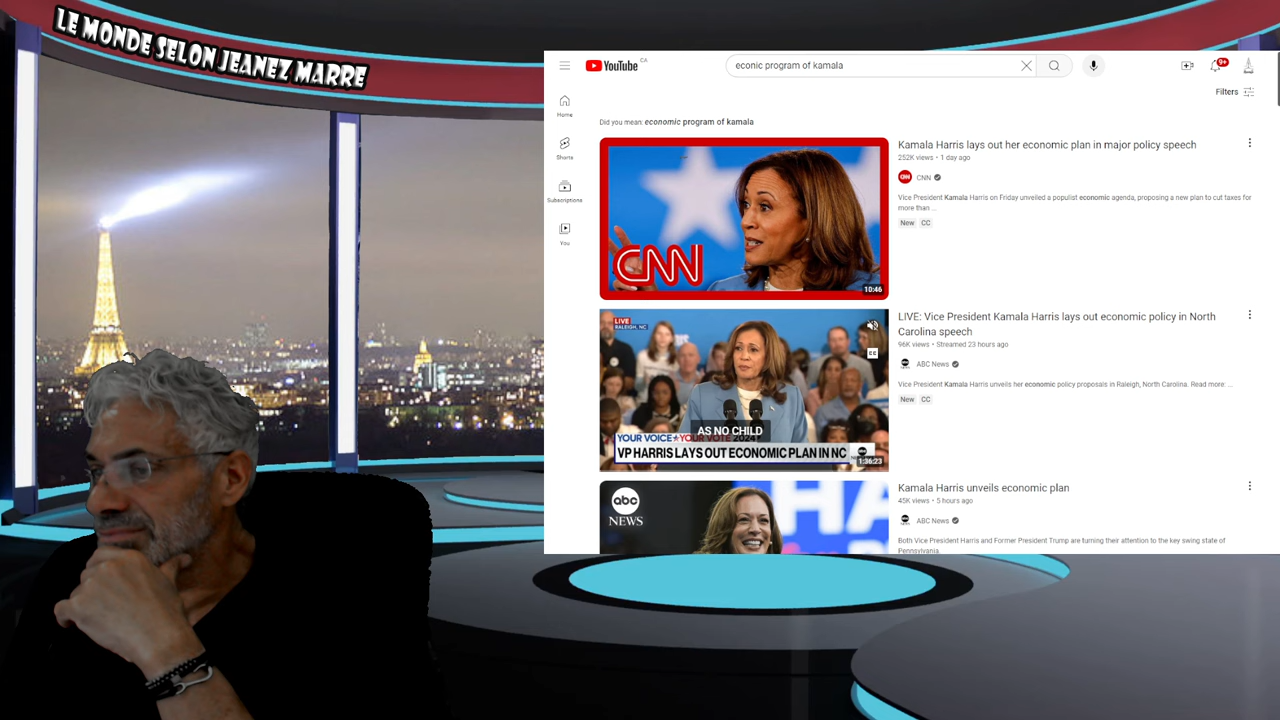 LE MONDE SELON JEANEZ MARRE
YouTube CA
econic program of kamala
9+
Filters
Home
Shorts
Subscriptions
You
Did you mean: economic program of kamala
CNN
10:46
Kamala Harris lays out her economic plan in major policy speech
252K views • 1 day ago
CNN
CNN
Vice President Kamala Harris on Friday unveiled a populist economic agenda, proposing a new plan to cut taxes for
more than ...
New CC
LIVE
RALEIGH, NC
CC
AS NO CHILD
YOUR VOICE★YOUR VOTE 2024
VP HARRIS LAYS OUT ECONOMIC PLAN IN NC
abc
1:36:23
LIVE: Vice President Kamala Harris lays out economic policy in North
Carolina speech
96K views • Streamed 23 hours ago
ABC News
Vice President Kamala Harris unveils her economic policy proposals in Raleigh, North Carolina. Read more: ...
New CC
abc
NEWS
HA
Kamala Harris unveils economic plan
45K views • 5 hours ago
ABC News
Both Vice President Harris and Former President Trump are turning their attention to the key swing state of
Pennsylvania.